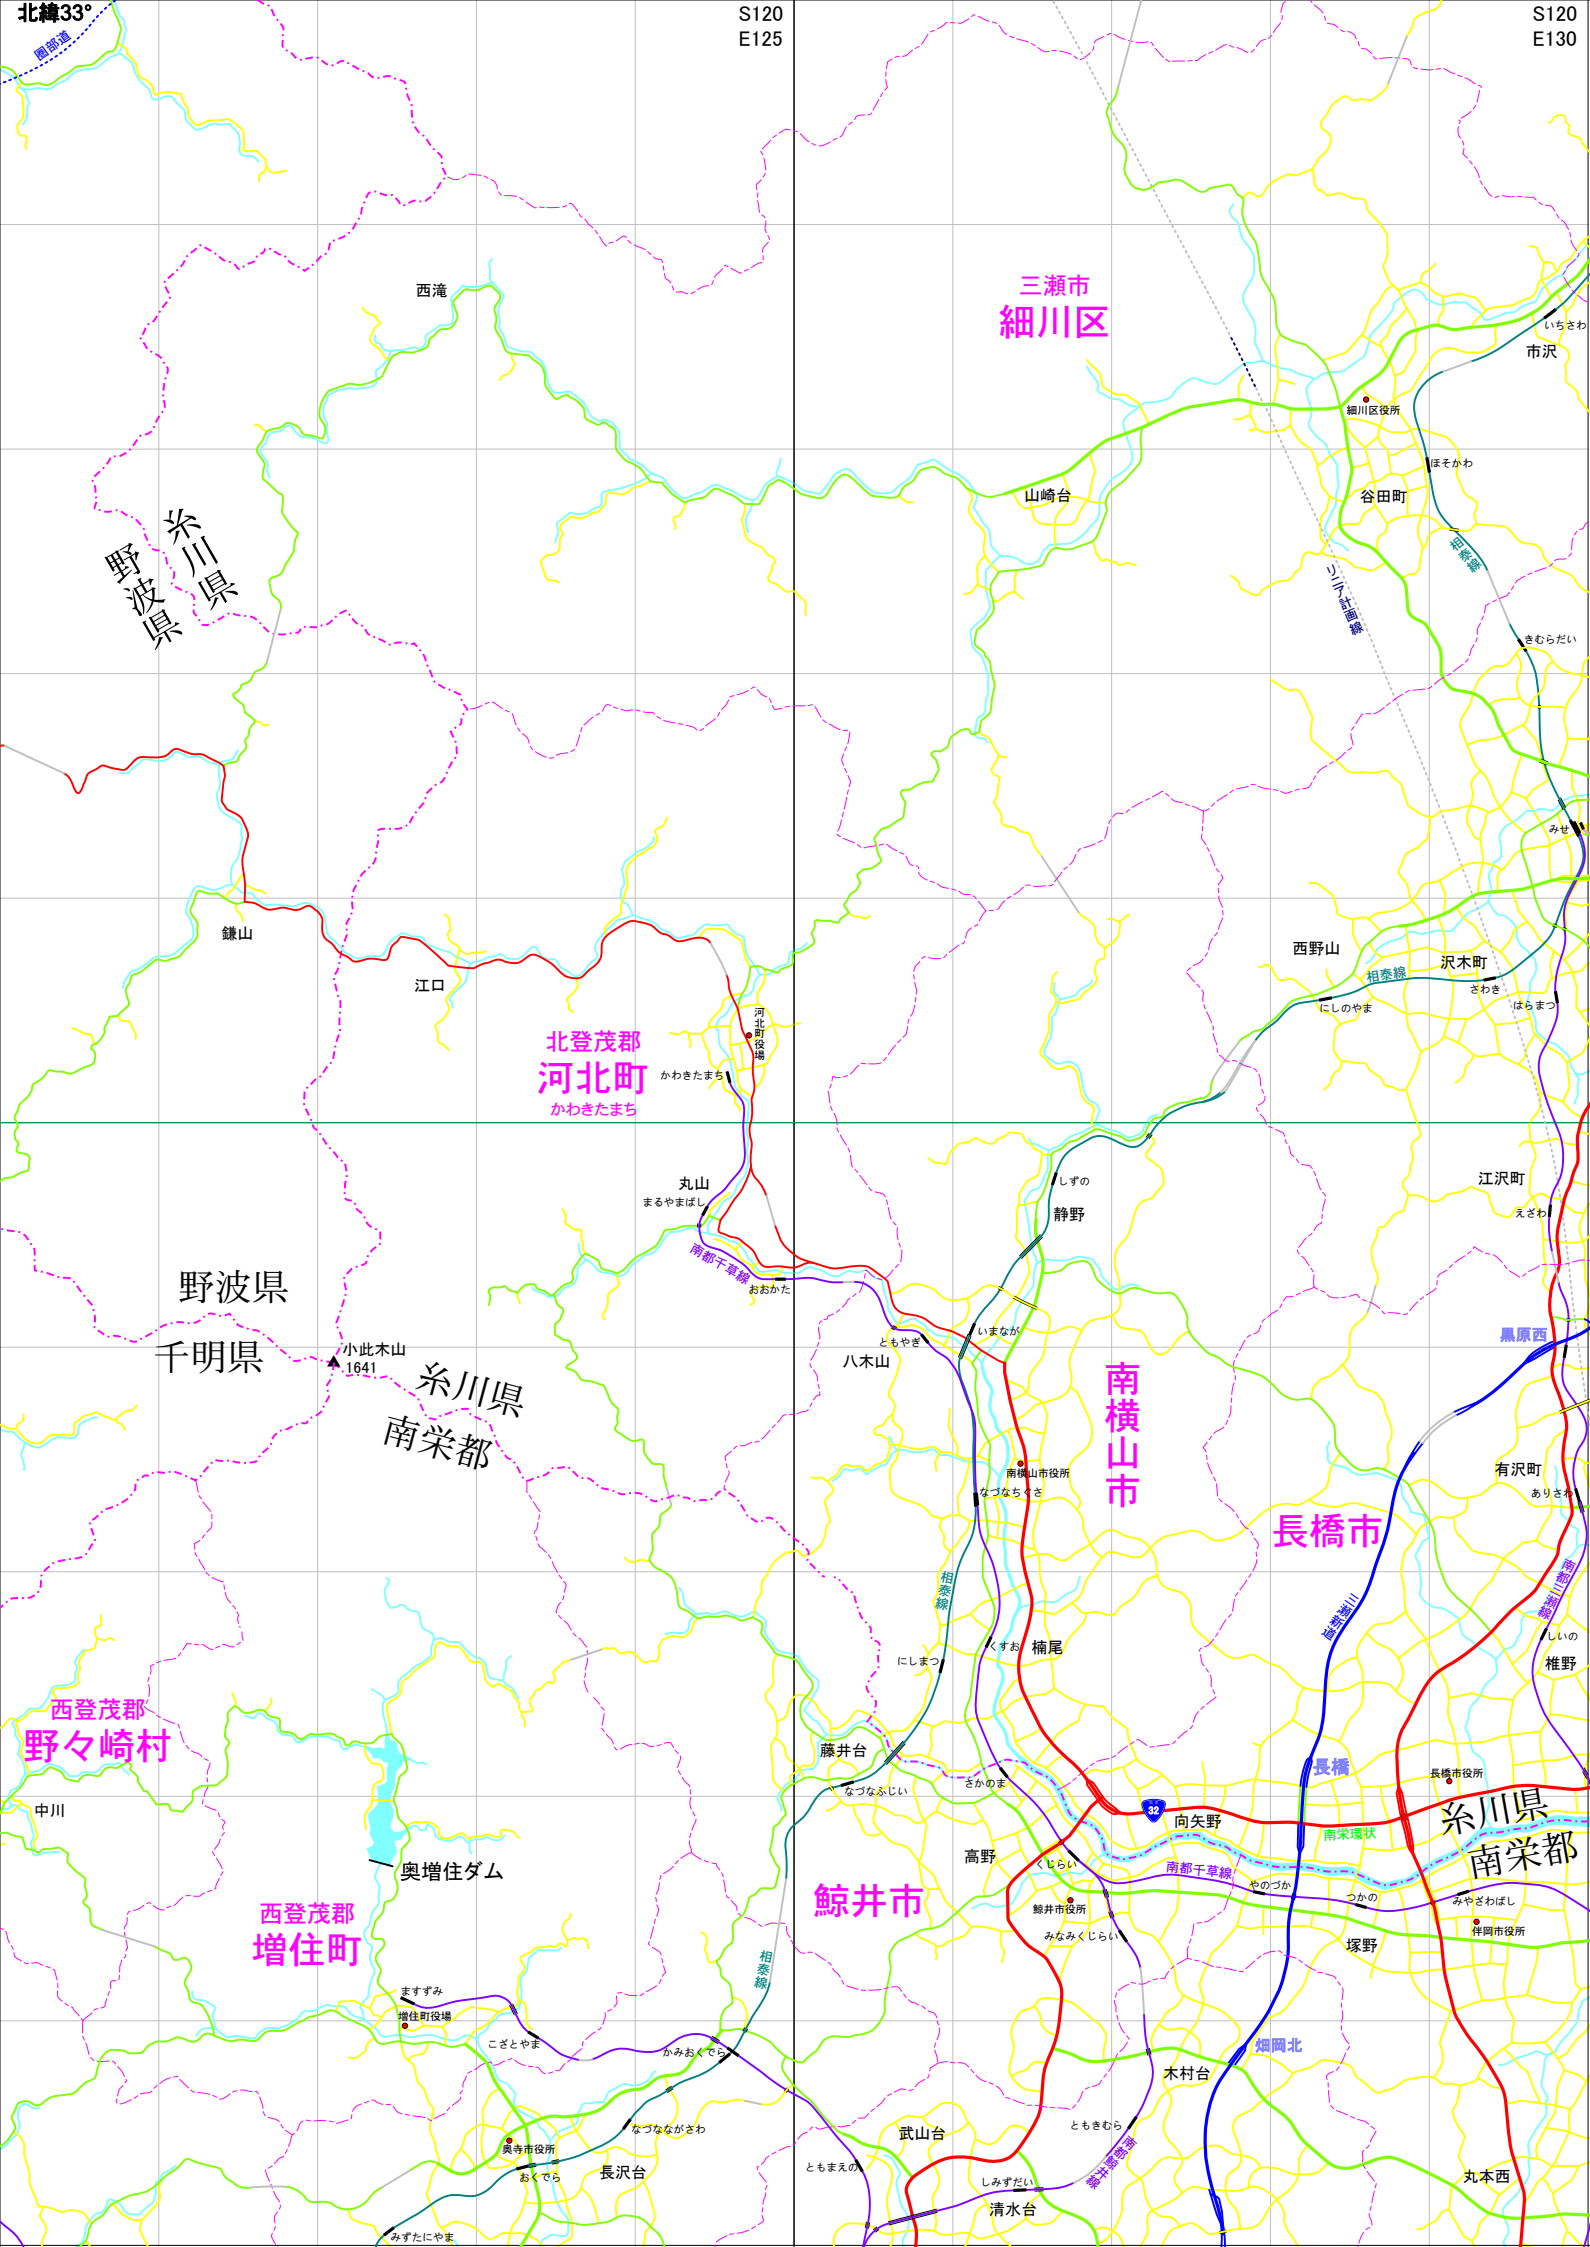 北緯33°
圏部道
S120
E125
S120
E130
西滝
三瀬市
細川区
いちさわ
市沢
細川区役所
ほそかわ
山崎台
谷田町
相泰線
糸川県
野波県
リニア計画線
きむらだい
みせ
鎌山
江口
西野山
沢木町
相泰線
さわき
にしのやま
はらまつ
河北町役場
北登茂郡
河北町
かわきたまち
かわきたまち
丸山
まるやまばし
しずの
静野
江沢町
えざわ
南都千草線
おおかた
野波県
千明県
小此木山
1641
糸川県
南栄都
ともやぎ
いまなが
八木山
黒原西
南横山市
南横山市役所
なづなちぐさ
長橋市
有沢町
ありさわ
相泰線
南都三瀬線
三瀬新道
しいの
椎野
くすお
楠尾
にしまつ
西登茂郡
野々崎村
藤井台
なづなふじい
さかのま
長橋
長橋市役所
中川
32
向矢野
南栄環状
糸川県
南栄都
奥増住ダム
高野
くじらい
南都千草線
やのづか
つかの
みやざわばし
鯨井市
鯨井市役所
みなみくじらい
伴岡市役所
塚野
西登茂郡
増住町
相泰線
ますずみ
増住町役場
こざとやま
かみおくでら
畑岡北
木村台
なづなながさわ
ともきむら
武山台
南都鯨井線
奥寺市役所
おくでら
長沢台
ともまえの
しみずだい
清水台
丸本西
みずたにやま